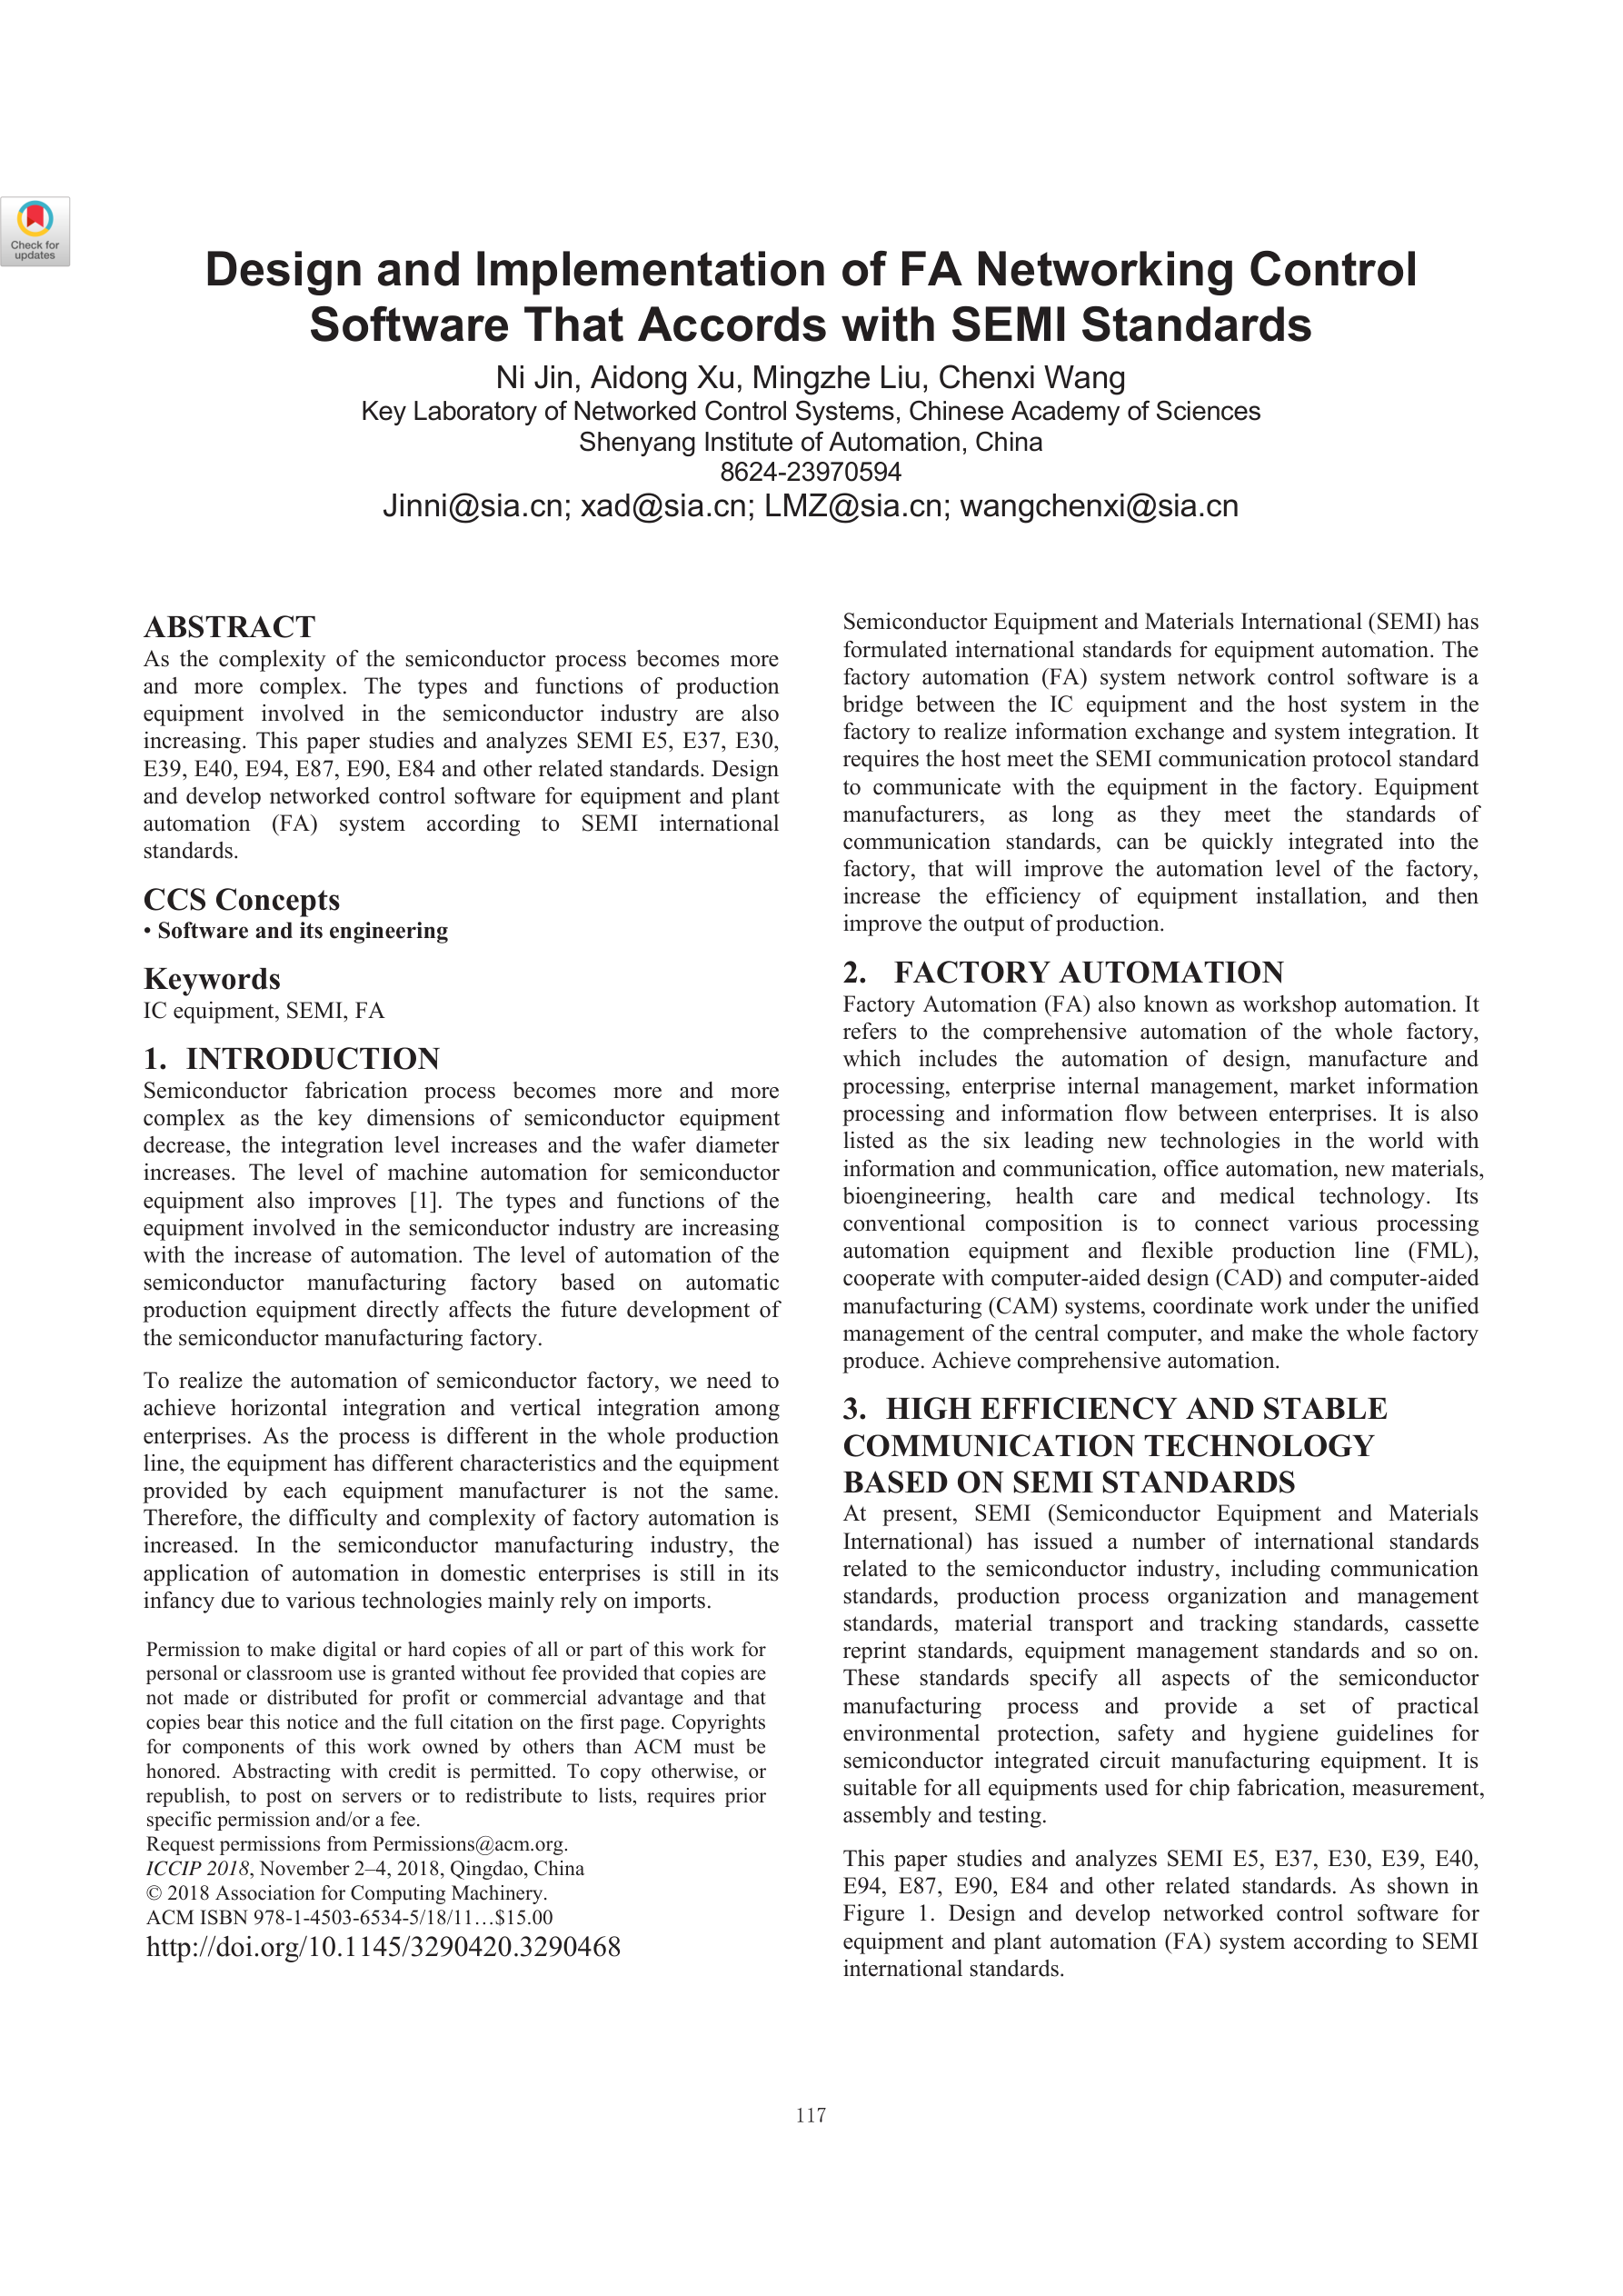 Check for
updates
Design and Implementation of FA Networking Control
Software That Accords with SEMI Standards
Ni Jin, Aidong Xu, Mingzhe Liu, Chenxi Wang
Key Laboratory of Networked Control Systems, Chinese Academy of Sciences
Shenyang Institute of Automation, China
8624-23970594
Jinni@sia.cn; xad@sia.cn; LMZ@sia.cn; wangchenxi@sia.cn
ABSTRACT
As the complexity of the semiconductor process becomes more
and more complex. The types and functions of production
equipment involved in the semiconductor industry are also
increasing. This paper studies and analyzes SEMI E5, E37, E30,
E39, E40, E94, E87, E90, E84 and other related standards. Design
and develop networked control software for equipment and plant
automation (FA) system according to SEMI international
standards.
CCS Concepts
• Software and its engineering
Keywords
IC equipment, SEMI, FA
1. INTRODUCTION
Semiconductor fabrication process becomes more and more
complex as the key dimensions of semiconductor equipment
decrease, the integration level increases and the wafer diameter
increases. The level of machine automation for semiconductor
equipment also improves [1]. The types and functions of the
equipment involved in the semiconductor industry are increasing
with the increase of automation. The level of automation of the
semiconductor manufacturing factory based on automatic
production equipment directly affects the future development of
the semiconductor manufacturing factory.
To realize the automation of semiconductor factory, we need to
achieve horizontal integration and vertical integration among
enterprises. As the process is different in the whole production
line, the equipment has different characteristics and the equipment
provided by each equipment manufacturer is not the same.
Therefore, the difficulty and complexity of factory automation is
increased. In the semiconductor manufacturing industry, the
application of automation in domestic enterprises is still in its
infancy due to various technologies mainly rely on imports.
Permission to make digital or hard copies of all or part of this work for
personal or classroom use is granted without fee provided that copies are
not made or distributed for profit or commercial advantage and that
copies bear this notice and the full citation on the first page. Copyrights
for components of this work owned by others than ACM must be
honored. Abstracting with credit is permitted. To copy otherwise, or
republish, to post on servers or to redistribute to lists, requires prior
specific permission and/or a fee.
Request permissions from Permissions@acm.org.
ICCIP 2018, November 2–4, 2018, Qingdao, China
© 2018 Association for Computing Machinery.
ACM ISBN 978-1-4503-6534-5/18/11…$15.00
http://doi.org/10.1145/3290420.3290468
Semiconductor Equipment and Materials International (SEMI) has
formulated international standards for equipment automation. The
factory automation (FA) system network control software is a
bridge between the IC equipment and the host system in the
factory to realize information exchange and system integration. It
requires the host meet the SEMI communication protocol standard
to communicate with the equipment in the factory. Equipment
manufacturers, as long as they meet the standards of
communication standards, can be quickly integrated into the
factory, that will improve the automation level of the factory,
increase the efficiency of equipment installation, and then
improve the output of production.
2. FACTORY AUTOMATION
Factory Automation (FA) also known as workshop automation. It
refers to the comprehensive automation of the whole factory,
which includes the automation of design, manufacture and
processing, enterprise internal management, market information
processing and information flow between enterprises. It is also
listed as the six leading new technologies in the world with
information and communication, office automation, new materials,
bioengineering, health care and medical technology. Its
conventional composition is to connect various processing
automation equipment and flexible production line (FML),
cooperate with computer-aided design (CAD) and computer-aided
manufacturing (CAM) systems, coordinate work under the unified
management of the central computer, and make the whole factory
produce. Achieve comprehensive automation.
3. HIGH EFFICIENCY AND STABLE
COMMUNICATION TECHNOLOGY
BASED ON SEMI STANDARDS
At present, SEMI (Semiconductor Equipment and Materials
International) has issued a number of international standards
related to the semiconductor industry, including communication
standards, production process organization and management
standards, material transport and tracking standards, cassette
reprint standards, equipment management standards and so on.
These standards specify all aspects of the semiconductor
manufacturing process and provide a set of practical
environmental protection, safety and hygiene guidelines for
semiconductor integrated circuit manufacturing equipment. It is
suitable for all equipments used for chip fabrication, measurement,
assembly and testing.
This paper studies and analyzes SEMI E5, E37, E30, E39, E40,
E94, E87, E90, E84 and other related standards. As shown in
Figure 1. Design and develop networked control software for
equipment and plant automation (FA) system according to SEMI
international standards.
117